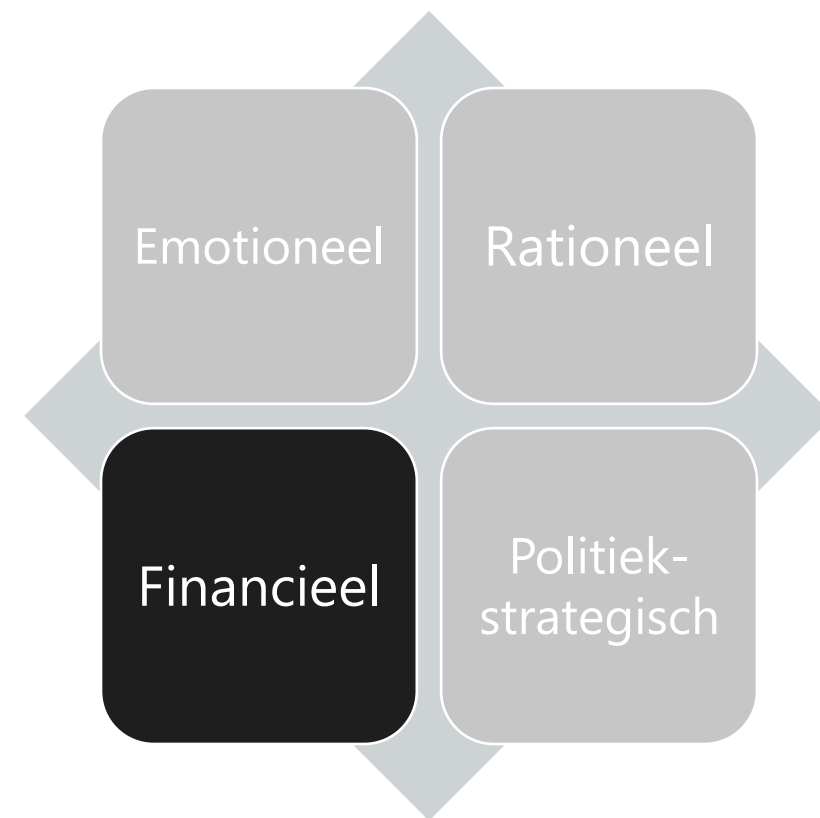 Emotioneel
Rationeel
Financieel
Politiek-
strategisch